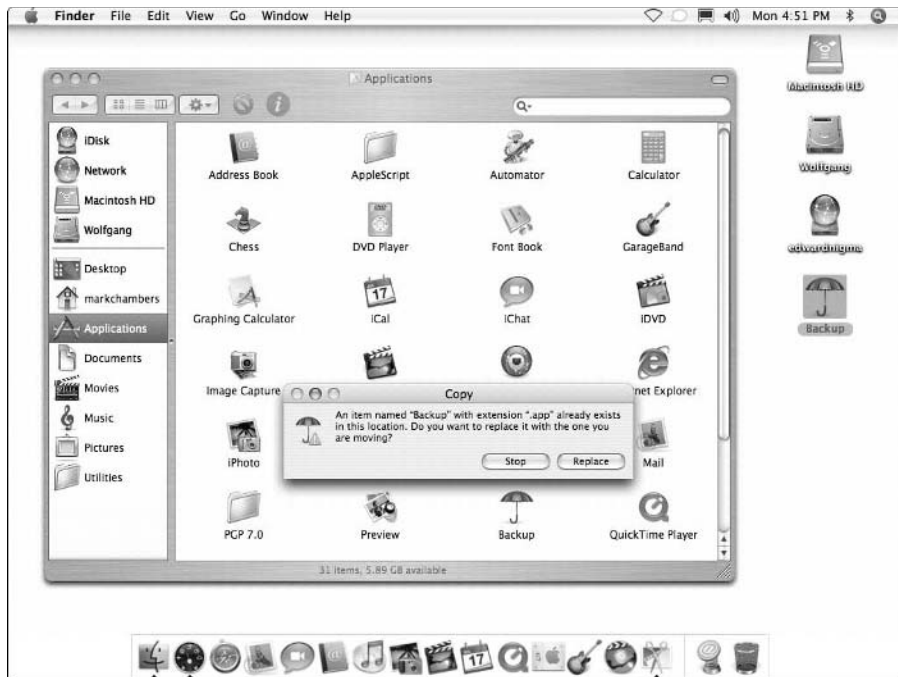 Finder File Edit View Go Window Help Mon 4:51 PM
Applications
iDisk
Network
Macintosh HD
Wolfgang
Desktop
markchambers
Applications
Documents
Movies
Music
Pictures
Utilities
Address Book AppleScript Automator Calculator
Chess DVD Player Font Book GarageBand
Graphing Calculator iCal iChat iDVD
Image Capture net Explorer
iPhoto Mail
PGP 7.0 Preview Backup QuickTime Player
31 items, 5.89 GB available
Copy
An item named “Backup” with extension “.app” already exists
in this location. Do you want to replace it with the one you
are moving?
Stop Replace
Macintosh HD
Wolfgang
edwardnigma
Backup
17
17